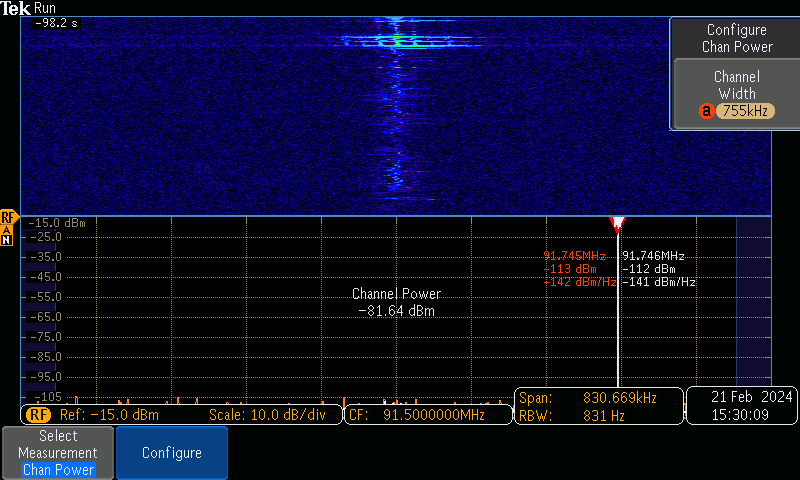 Tek Run
-98.2 s
Configure
Chan Power
Channel
Width
a 755kHz
RF
A
N
-15.0 dBm
-25.0
-35.0
-45.0
-55.0
-65.0
-75.0
-85.0
-95.0
-105
91.745MHz
-113 dBm
-142 dBm/Hz
91.746MHz
-112 dBm
-141 dBm/Hz
Channel Power
-81.64 dBm
RF Ref: -15.0 dBm Scale: 10.0 dB/div
CF: 91.5000000MHz
Span: 830.669kHz
RBW: 831 Hz
21 Feb 2024
15:30:09
Select
Measurement
Chan Power
Configure